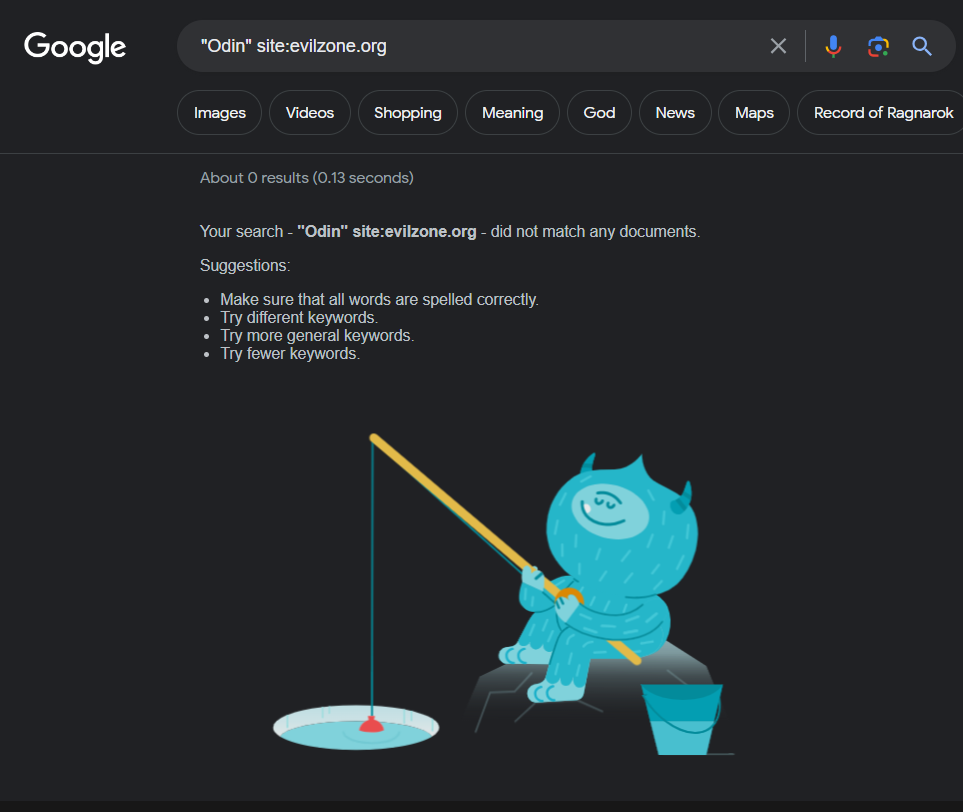 Google
"Odin" site:evilzone.org
Images Videos Shopping Meaning God News Maps Record of Ragnarok
About 0 results (0.13 seconds)
Your search - "Odin" site:evilzone.org - did not match any documents.
Suggestions:
• Make sure that all words are spelled correctly.
• Try different keywords.
• Try more general keywords.
• Try fewer keywords.